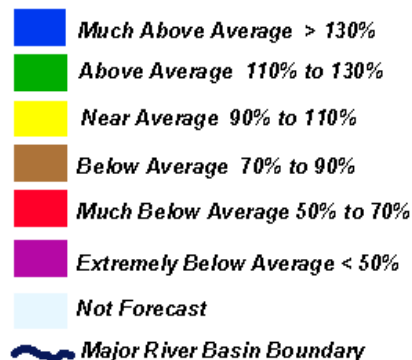 Much Above Average > 130%
Above Average 110% to 130%
Near Average 90% to 110%
Below Average 70% to 90%
Much Below Average 50% to 70%
Extremely Below Average < 50%
Not Forecast
Major River Basin Boundary